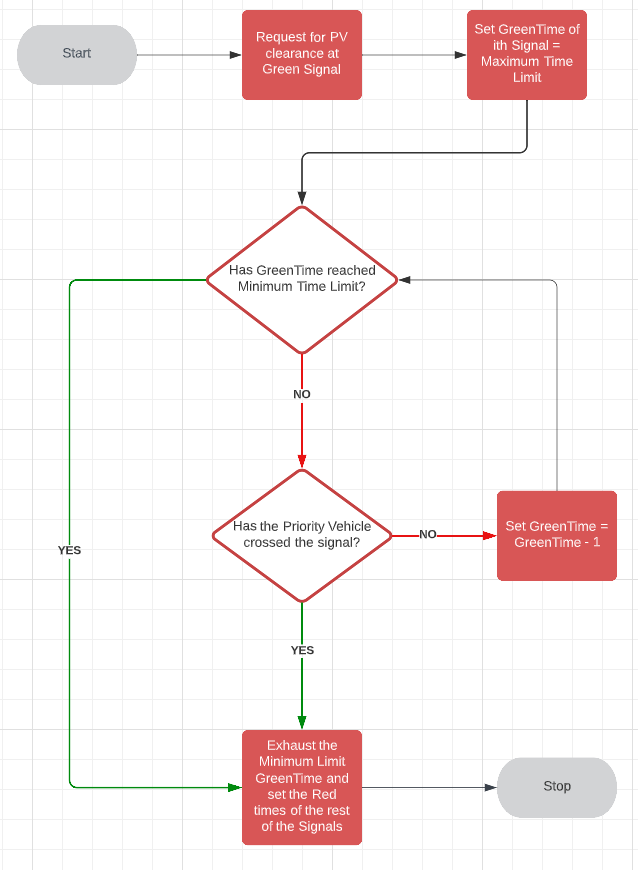 Start
Request for PV
clearance at
Green Signal
Set GreenTime of
ith Signal =
Maximum Time
Limit
Has GreenTime reached
Minimum Time Limit?
NO
Has the Priority Vehicle
crossed the signal?
NO
Set GreenTime =
GreenTime - 1
YES
YES
Exhaust the
Minimum Limit
GreenTime and
set the Red
times of the rest
of the Signals
Stop